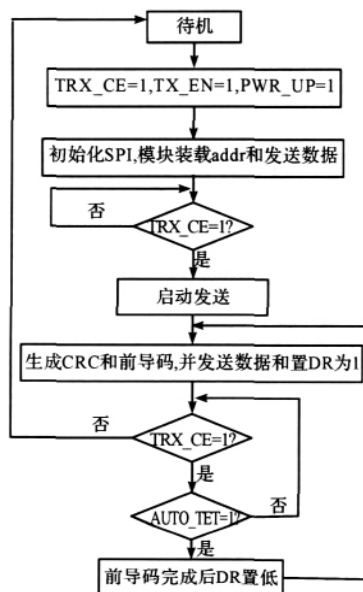 待机
TRX_CE=1,TX_EN=1,PWR_UP=1
初始化SPI,模块装载addr和发送数据
否
TRX_CE=1?
是
启动发送
生成CRC和前导码,并发送数据和置DR为1
否
TRX_CE=1?
是
AUTO_TET=1?
否
是
前导码完成后DR置低